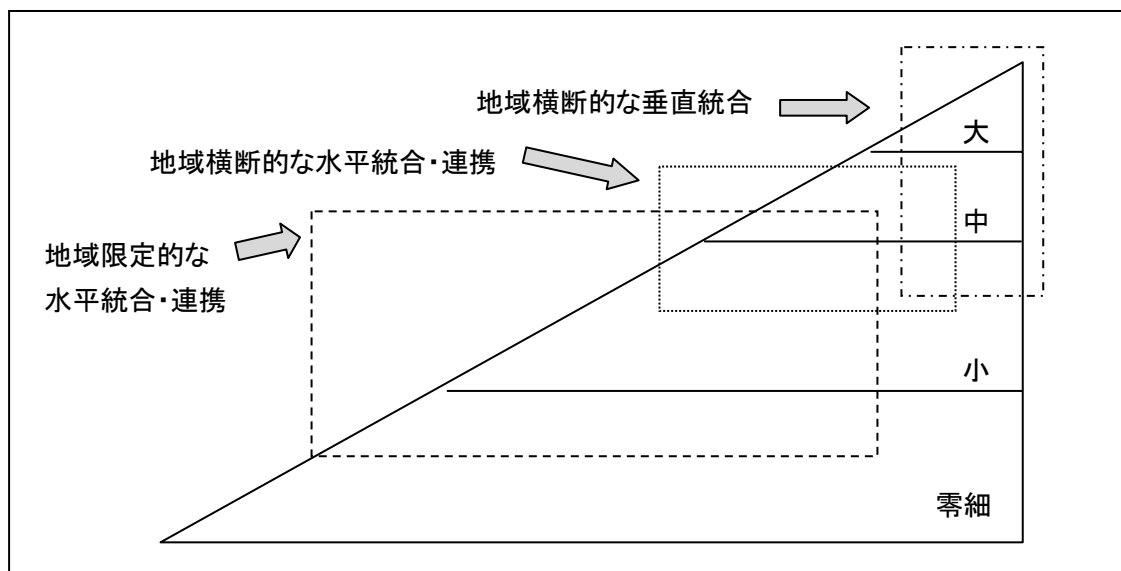 地域横断的な垂直統合
大
地域横断的な水平統合・連携
中
地域限定的な
水平統合・連携
小
零細